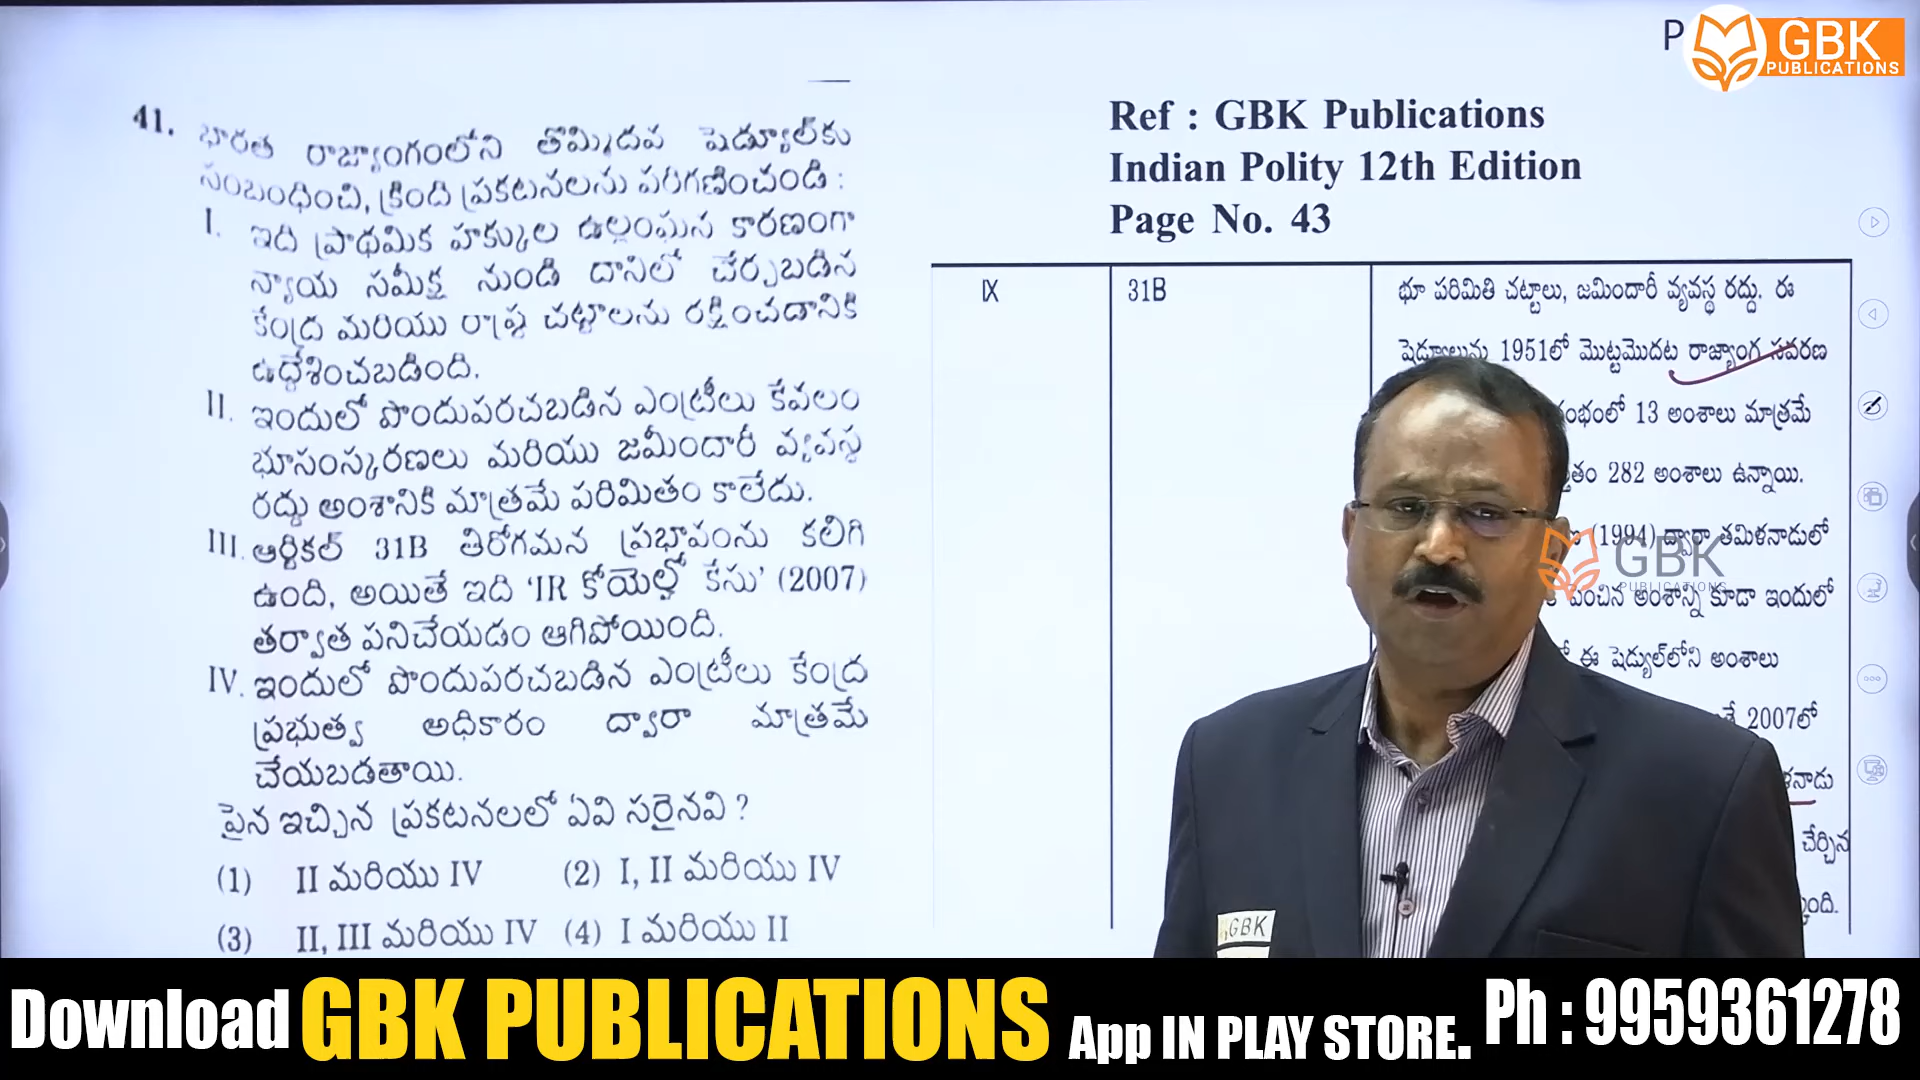 P
GBK
PUBLICATIONS
41. భారత రాజ్యాంగంలోని తొమ్మిదవ షెడ్యూల్‌కు
సంబంధించి, క్రింది ప్రకటనలను పరిగణించండి :
I. ఇది ప్రాథమిక హక్కుల ఉల్లంఘన కారణంగా
న్యాయ సమీక్ష నుండి దానిలో చేర్చబడిన
కేంద్ర మరియు రాష్ట్ర చట్టాలను రక్షించడానికి
ఉద్దేశించబడింది.
II. ఇందులో పొందుపరచబడిన ఎంట్రీలు కేవలం
భూసంస్కరణలు మరియు జమీందారీ వ్యవస్థ
రద్దు అంశానికి మాత్రమే పరిమితం కాలేదు.
III. ఆర్టికల్ 31B తిరోగమన ప్రభావంను కలిగి
ఉంది, అయితే ఇది 'IR కోయెల్హో కేసు' (2007)
తర్వాత పనిచేయడం ఆగిపోయింది.
IV. ఇందులో పొందుపరచబడిన ఎంట్రీలు కేంద్ర
ప్రభుత్వ అధికారం ద్వారా మాత్రమే
చేయబడతాయి.
పైన ఇచ్చిన ప్రకటనలలో ఏవి సరైనవి ?
(1) II మరియు IV (2) I, II మరియు IV
(3) II, III మరియు IV (4) I మరియు II
Ref : GBK Publications
Indian Polity 12th Edition
Page No. 43
IX 31B భూ పరిమితి చట్టాలు, జమిందారీ వ్యవస్థ రద్దు. ఈ
షెడ్యూలును 1951లో మొట్టమొదట రాజ్యాంగ సవరణ
13 అంశాలు మాత్రమే
282 అంశాలు ఉన్నాయి.
(1994) ద్వారా తమిళనాడులో
పెంచిన అంశాన్ని కూడా ఇందులో
ఈ షెడ్యుల్‌లోని అంశాలు
2007లో
చేర్చిన
GBK
PUBLICATIONS
GBK
Download GBK PUBLICATIONS App IN PLAY STORE. Ph : 9959361278